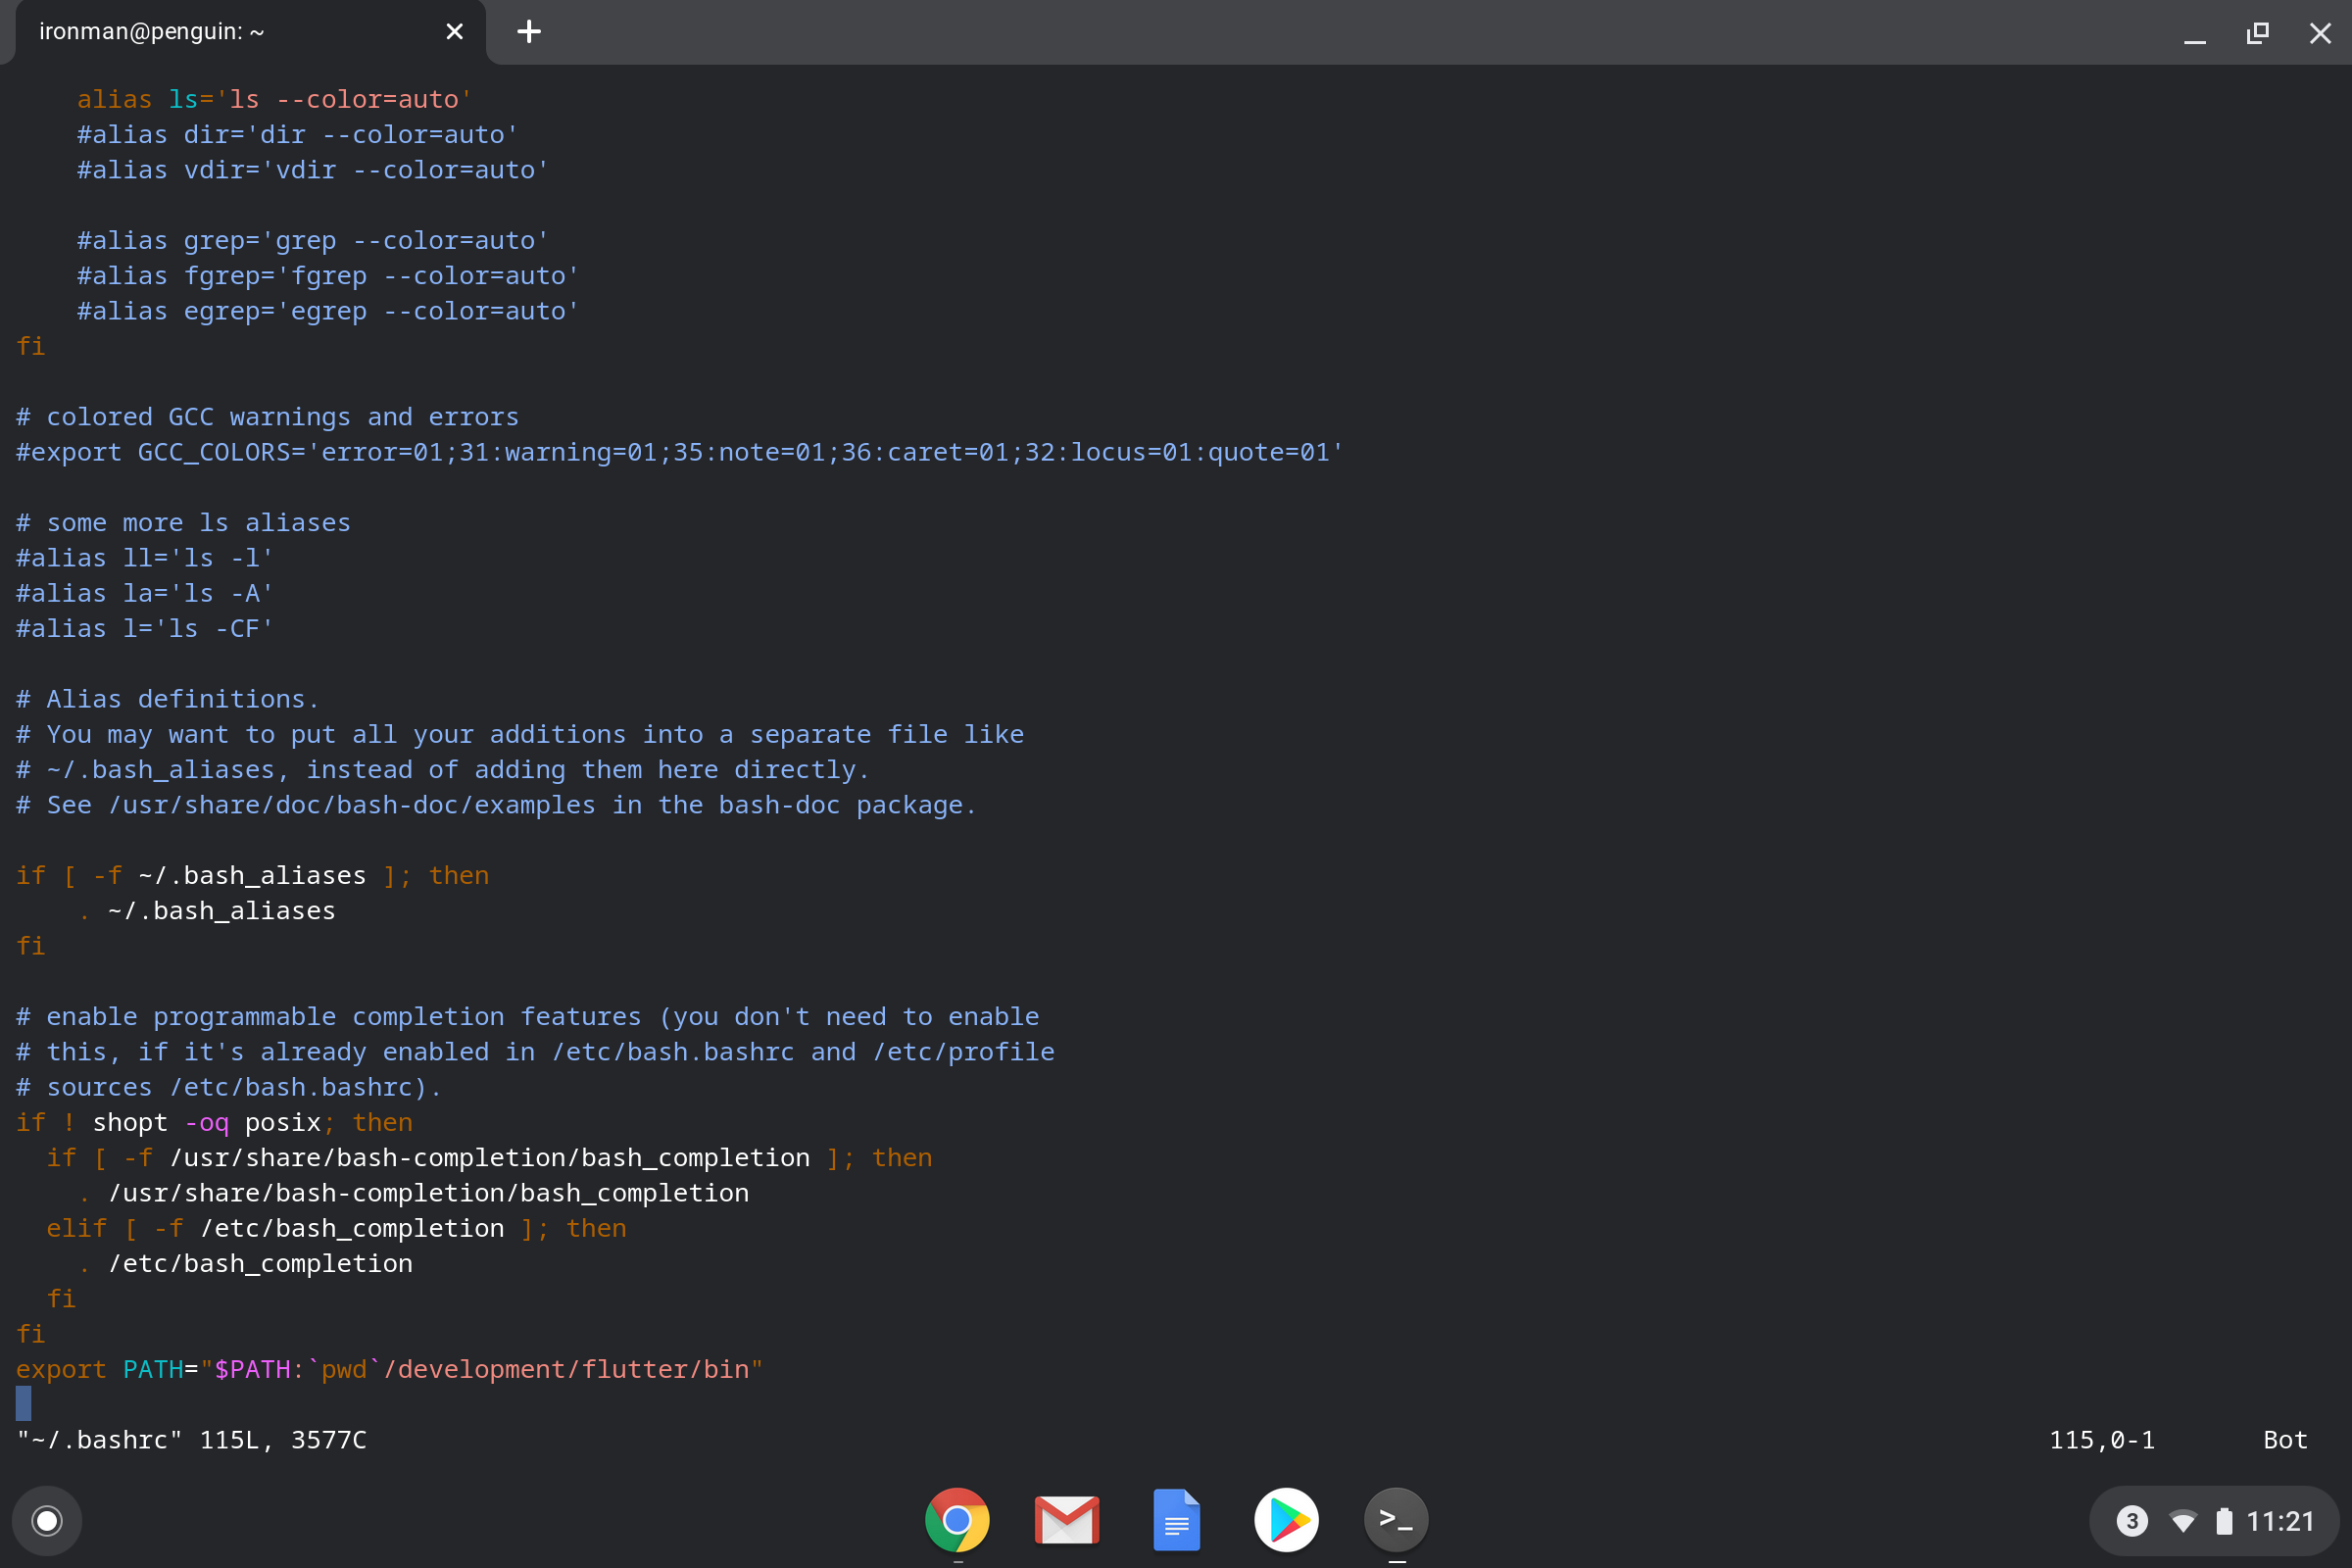 ironman@penguin: ~
alias ls='ls --color=auto'
#alias dir='dir --color=auto'
#alias vdir='vdir --color=auto'
#alias grep='grep --color=auto'
#alias fgrep='fgrep --color=auto'
#alias egrep='egrep --color=auto'
fi
# colored GCC warnings and errors
#export GCC_COLORS='error=01;31:warning=01;35:note=01;36:caret=01;32:locus=01:quote=01'
# some more ls aliases
#alias ll='ls -l'
#alias la='ls -A'
#alias l='ls -CF'
# Alias definitions.
# You may want to put all your additions into a separate file like
# ~/.bash_aliases, instead of adding them here directly.
# See /usr/share/doc/bash-doc/examples in the bash-doc package.
if [ -f ~/.bash_aliases ]; then
. ~/.bash_aliases
fi
# enable programmable completion features (you don't need to enable
# this, if it's already enabled in /etc/bash.bashrc and /etc/profile
# sources /etc/bash.bashrc).
if ! shopt -oq posix; then
if [ -f /usr/share/bash-completion/bash_completion ]; then
. /usr/share/bash-completion/bash_completion
elif [ -f /etc/bash_completion ]; then
. /etc/bash_completion
fi
fi
export PATH="$PATH:`pwd`/development/flutter/bin"
"~/.bashrc" 115L, 3577C 115,0-1 Bot
>_
3 11:21